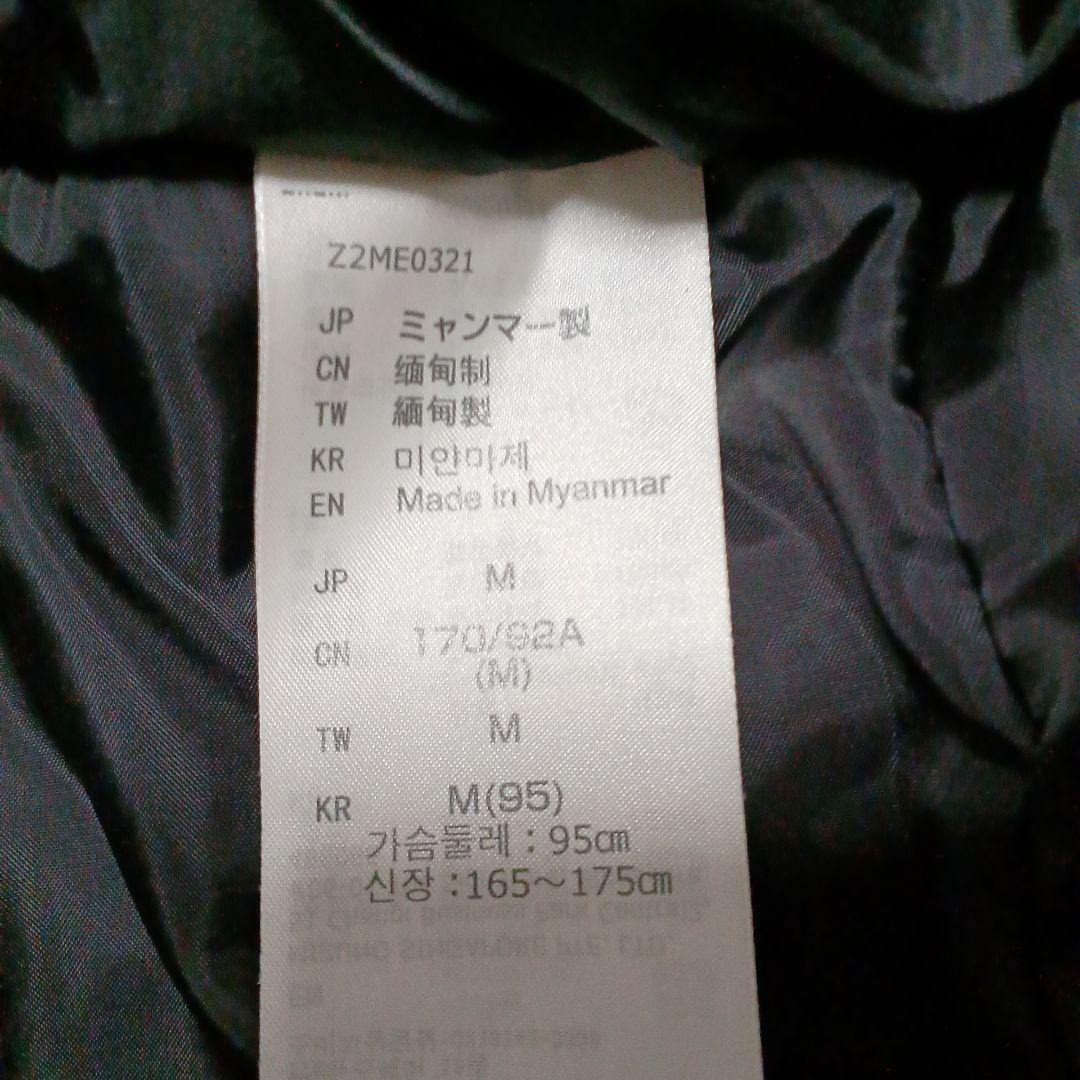 Z2ME0321
JP ミャンマー製
CN 缅甸制
TW 緬甸製
KR 미얀마제
EN Made in Myanmar
JP M
CN 170/92A
(M)
TW M
KR M(95)
가슴둘레 : 95cm
신장 : 165～175cm